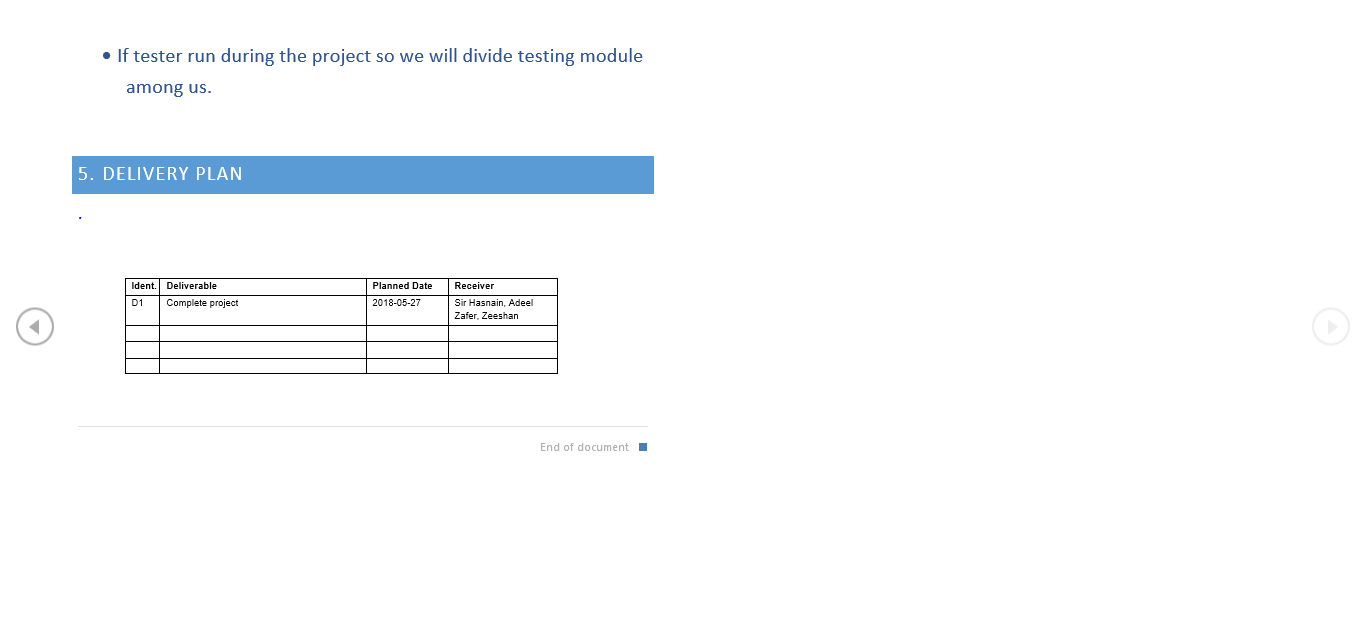 • If tester run during the project so we will divide testing module
among us.
5. DELIVERY PLAN
.
Ident. Deliverable Planned Date Receiver
D1 Complete project 2018-05-27 Sir Hasnain, Adeel
Zafer, Zeeshan
End of document